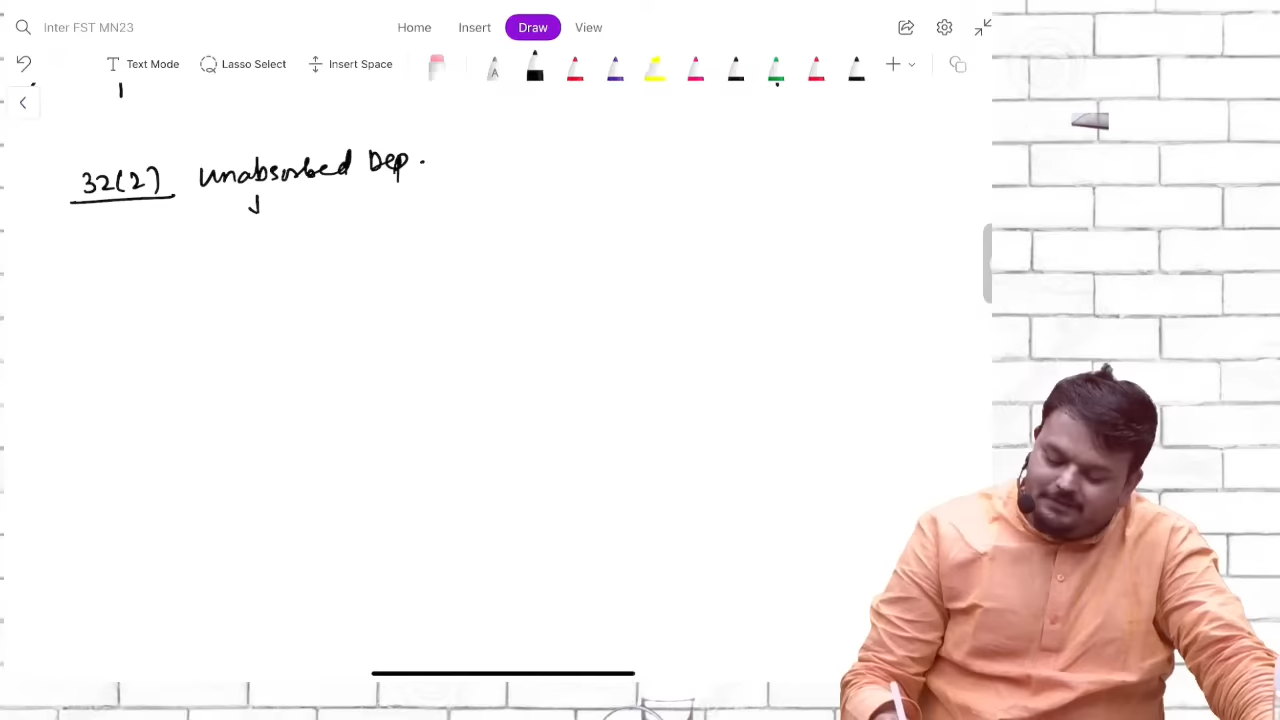 Inter FST MN23
Home Insert Draw View
Text Mode Lasso Select Insert Space
A
32(2) Unabsorbed Dep.